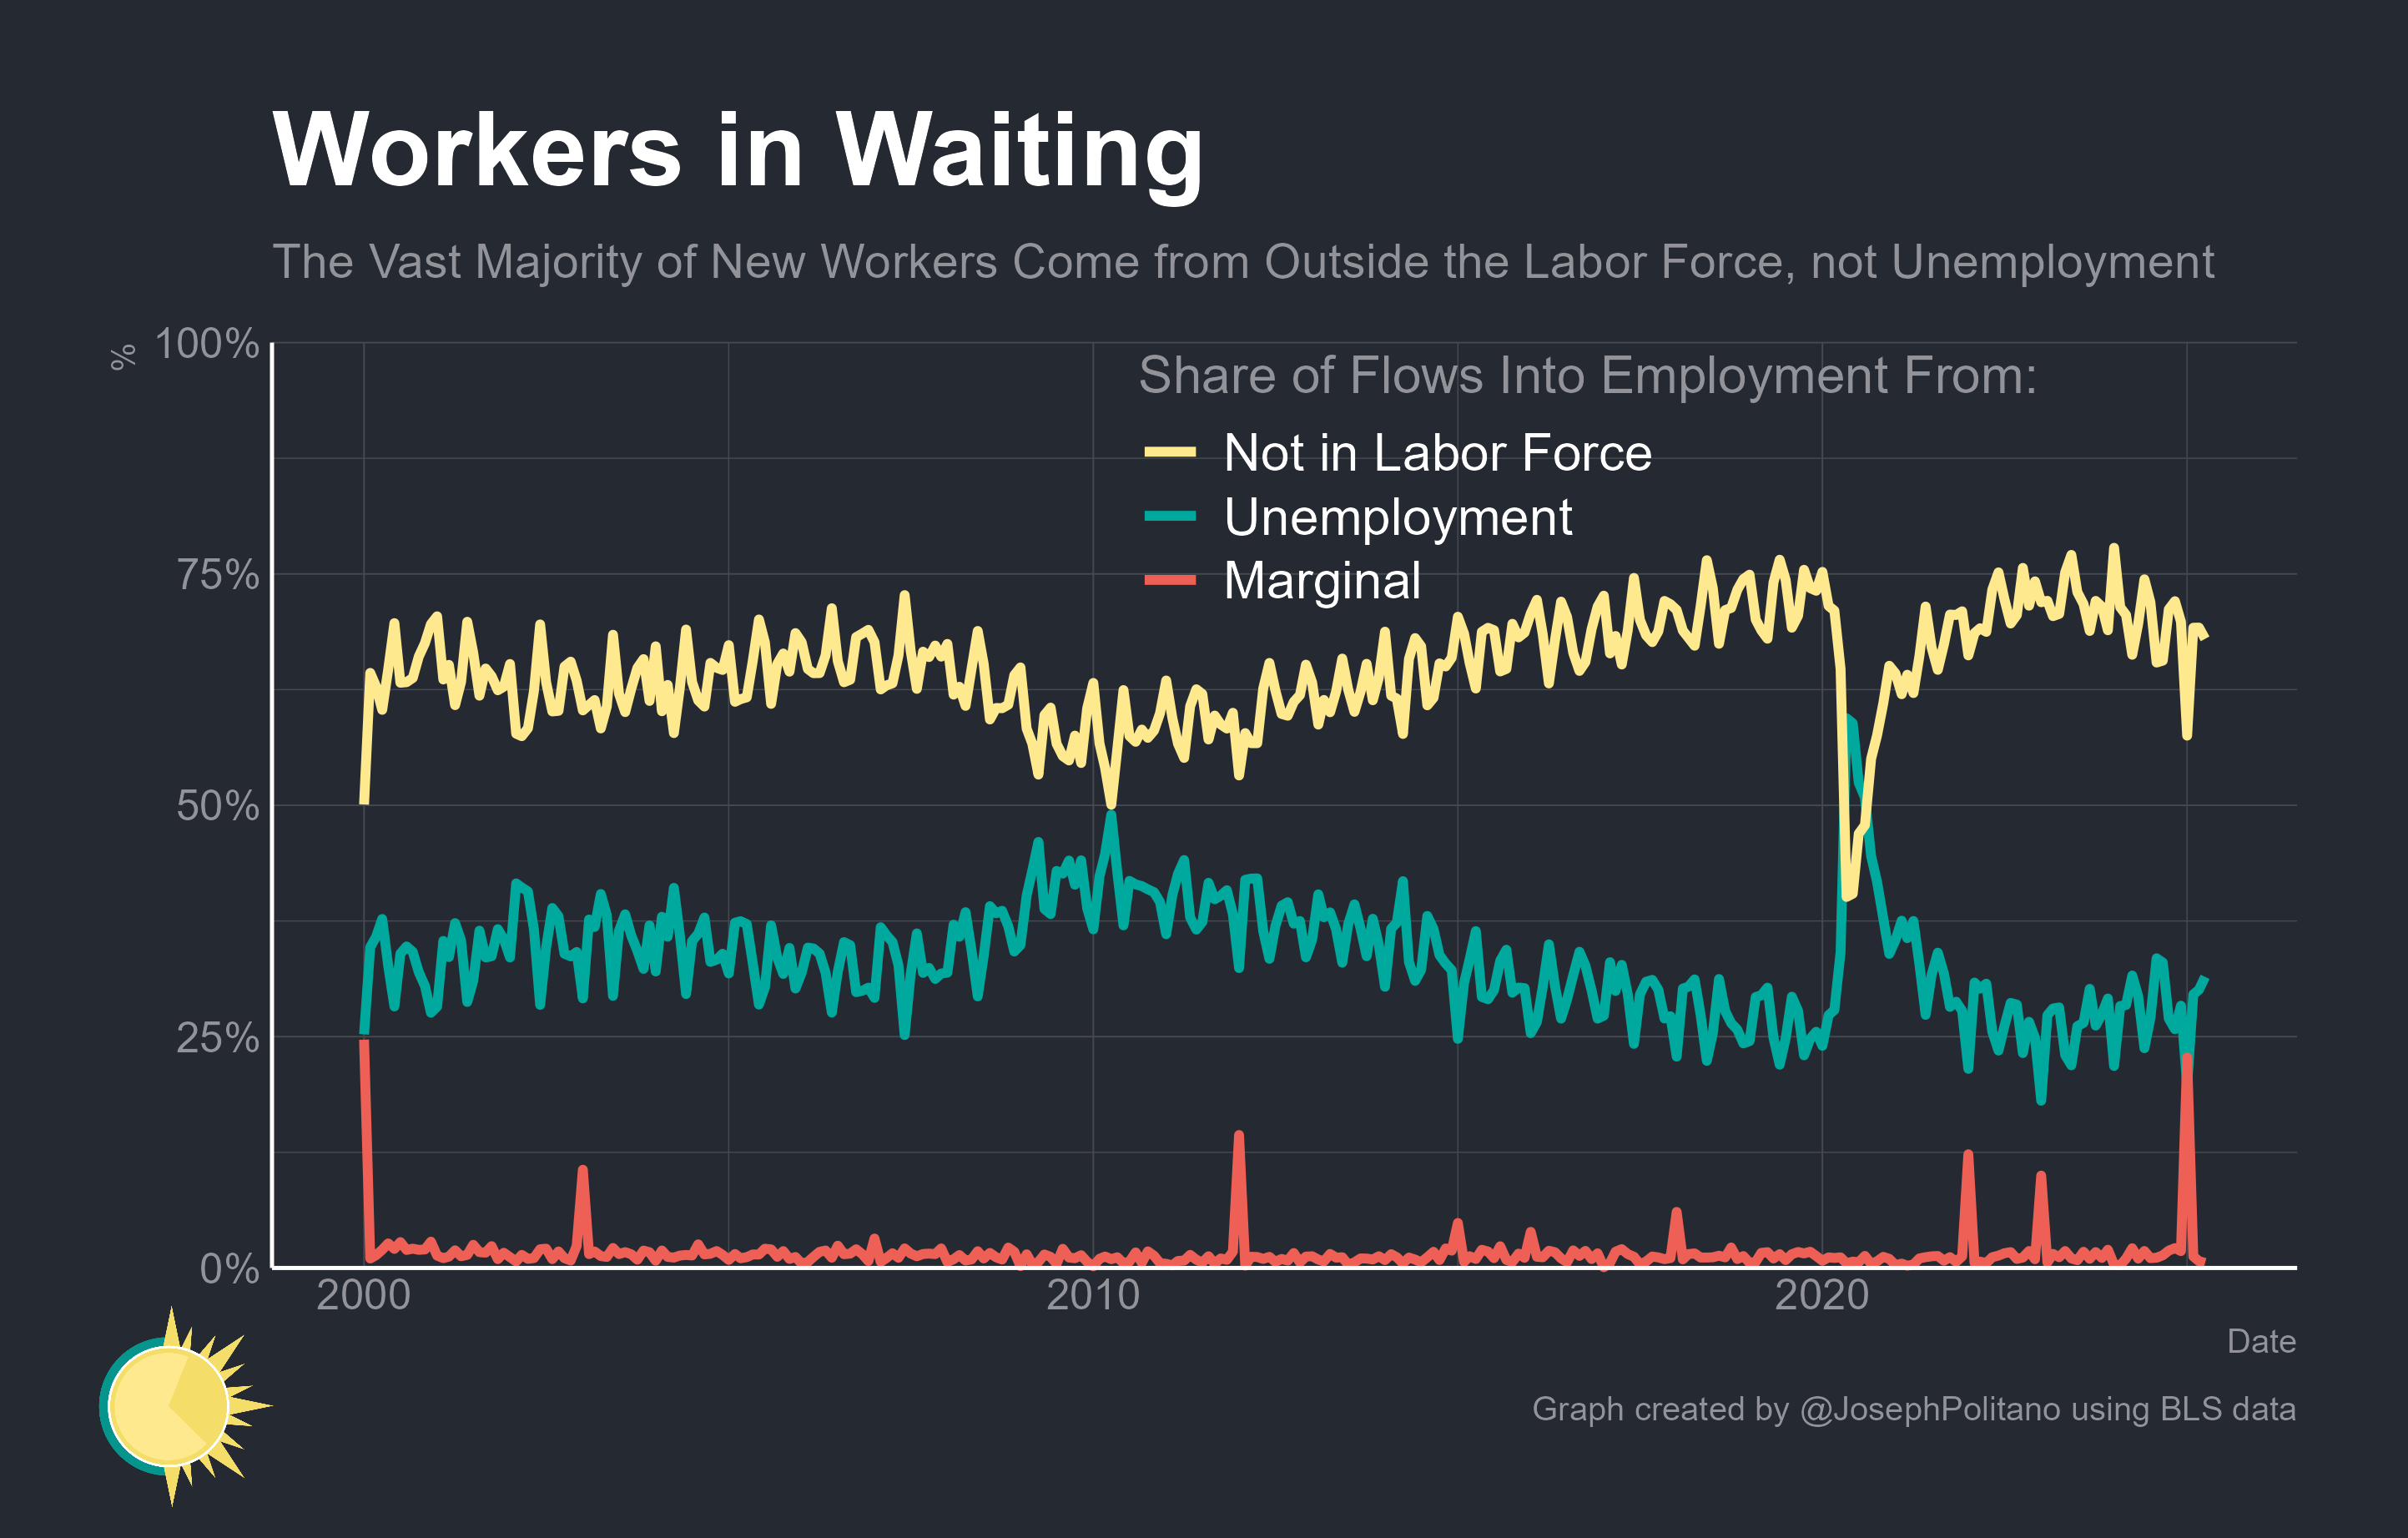 Workers in Waiting
The Vast Majority of New Workers Come from Outside the Labor Force, not Unemployment
%
100%
Share of Flows Into Employment From:
Not in Labor Force
Unemployment
75%
Marginal
50%
25%
0%
2000
2010
2020
Date
Graph created by @JosephPolitano using BLS data